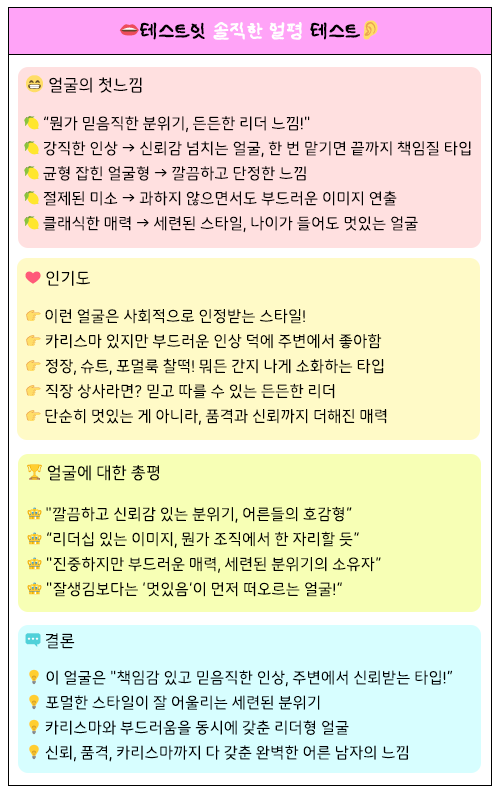 테스트힛 솔직한 얼평 테스트
얼굴의 첫느낌
“뭔가 믿음직한 분위기, 든든한 리더 느낌!"
강직한 인상 → 신뢰감 넘치는 얼굴, 한 번 맡기면 끝까지 책임질 타입
균형 잡힌 얼굴형 → 깔끔하고 단정한 느낌
절제된 미소 → 과하지 않으면서도 부드러운 이미지 연출
클래식한 매력 → 세련된 스타일, 나이가 들어도 멋있는 얼굴
인기도
이런 얼굴은 사회적으로 인정받는 스타일!
카리스마 있지만 부드러운 인상 덕에 주변에서 좋아함
정장, 슈트, 포멀룩 찰떡! 뭐든 간지 나게 소화하는 타입
직장 상사라면? 믿고 따를 수 있는 든든한 리더
단순히 멋있는 게 아니라, 품격과 신뢰까지 더해진 매력
얼굴에 대한 총평
"깔끔하고 신뢰감 있는 분위기, 어른들의 호감형”
“리더십 있는 이미지, 뭔가 조직에서 한 자리할 듯”
"진중하지만 부드러운 매력, 세련된 분위기의 소유자”
"잘생김보다는 ‘멋있음’이 먼저 떠오르는 얼굴!“
결론
이 얼굴은 "책임감 있고 믿음직한 인상, 주변에서 신뢰받는 타입!”
포멀한 스타일이 잘 어울리는 세련된 분위기
카리스마와 부드러움을 동시에 갖춘 리더형 얼굴
신뢰, 품격, 카리스마까지 다 갖춘 완벽한 어른 남자의 느낌